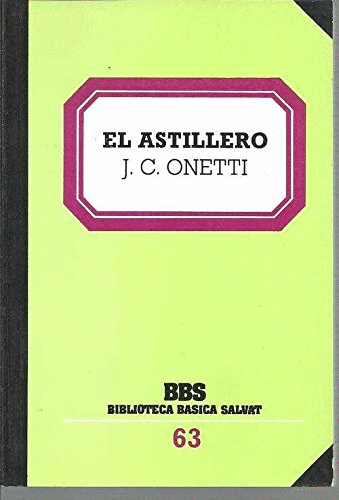 EL ASTILLERO
J. C. ONETTI
BBS
BIBLIOTECA BASICA SALVAT
63